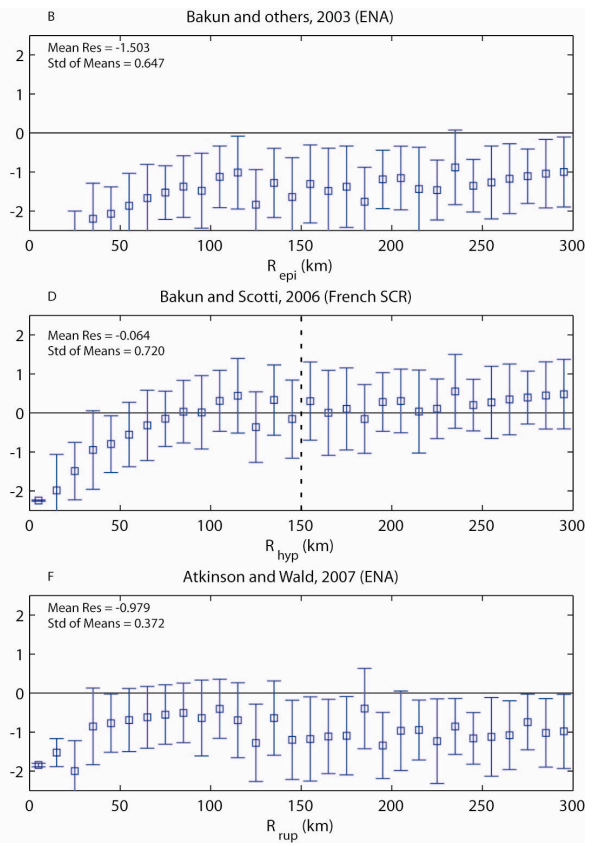 B Bakun and others, 2003 (ENA)
Mean Res = -1.503
Std of Means = 0.647
2
1
0
-1
-2
0 50 100 150 200 250 300
R epi (km)
D Bakun and Scotti, 2006 (French SCR)
Mean Res = -0.064
Std of Means = 0.720
2
1
0
-1
-2
0 50 100 150 200 250 300
R hyp (km)
F Atkinson and Wald, 2007 (ENA)
Mean Res = -0.979
Std of Means = 0.372
2
1
0
-1
-2
0 50 100 150 200 250 300
R rup (km)